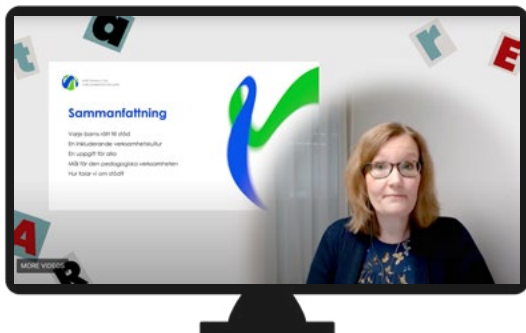 t
a
r
E
Sammanfattning
Varje barns rätt till stöd
En inkluderande verksamhetskultur
En uppgift för alla
Mål för den pedagogiska verksamheten
Hur talar vi om stödet
A
R
MORE VIDEOS